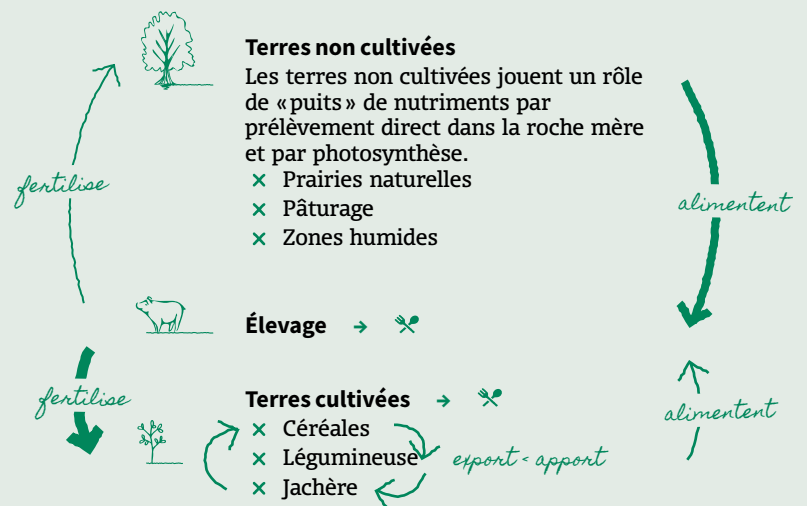 Terres non cultivées
Les terres non cultivées jouent un rôle
de «puits» de nutriments par
prélèvement direct dans la roche mère
et par photosynthèse.
× Prairies naturelles
× Pâturage
× Zones humides
fertilise
alimentent
Élevage →
fertilise
Terres cultivées →
× Céréales
× Légumineuse
× Jachère
export < apport
alimentent